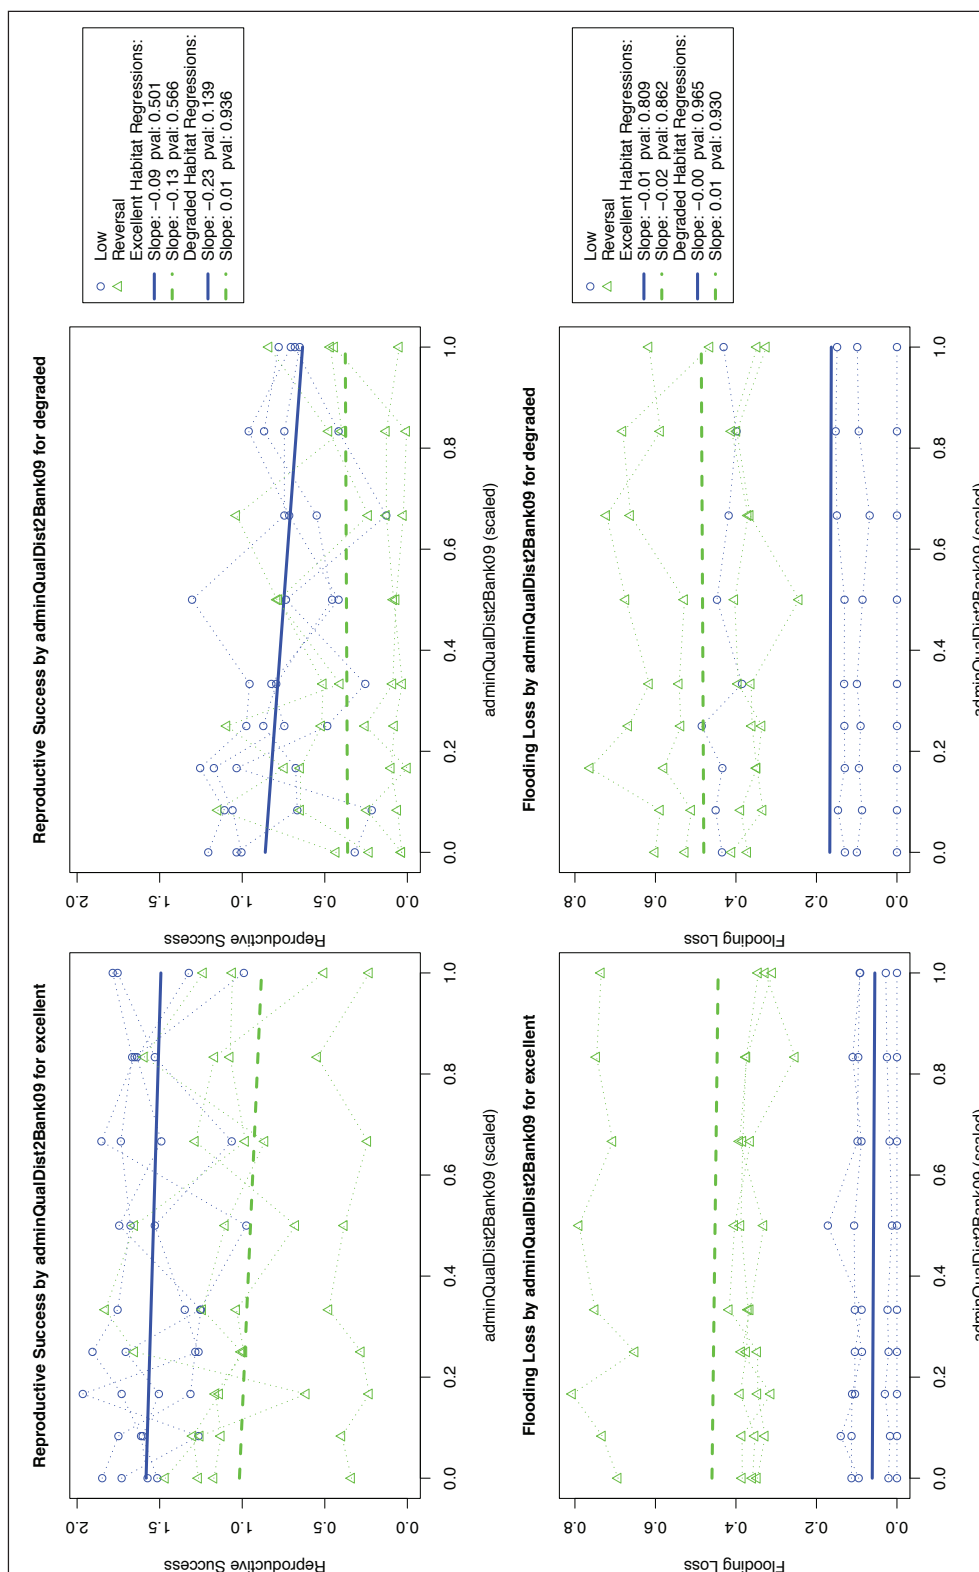 Reproductive Success by adminQualDist2Bank09 for excellent
Reproductive Success
2.0
1.5
1.0
0.5
0.0
0.0 0.2 0.4 0.6 0.8 1.0
adminQualDist2Bank09 (scaled)
Reproductive Success by adminQualDist2Bank09 for degraded
Reproductive Success
2.0
1.5
1.0
0.5
0.0
0.0 0.2 0.4 0.6 0.8 1.0
adminQualDist2Bank09 (scaled)
Low
Reversal
Excellent Habitat Regressions:
Slope: −0.09 pval: 0.501
Slope: −0.13 pval: 0.566
Degraded Habitat Regressions:
Slope: −0.23 pval: 0.139
Slope: 0.01 pval: 0.936
Flooding Loss by adminQualDist2Bank09 for excellent
Flooding Loss
0.8
0.6
0.4
0.2
0.0
0.0 0.2 0.4 0.6 0.8 1.0
adminQualDist2Bank09 (scaled)
Flooding Loss by adminQualDist2Bank09 for degraded
Flooding Loss
0.8
0.6
0.4
0.2
0.0
0.0 0.2 0.4 0.6 0.8 1.0
adminQualDist2Bank09 (scaled)
Low
Reversal
Excellent Habitat Regressions:
Slope: −0.01 pval: 0.809
Slope: −0.02 pval: 0.862
Degraded Habitat Regressions:
Slope: −0.00 pval: 0.965
Slope: 0.01 pval: 0.930